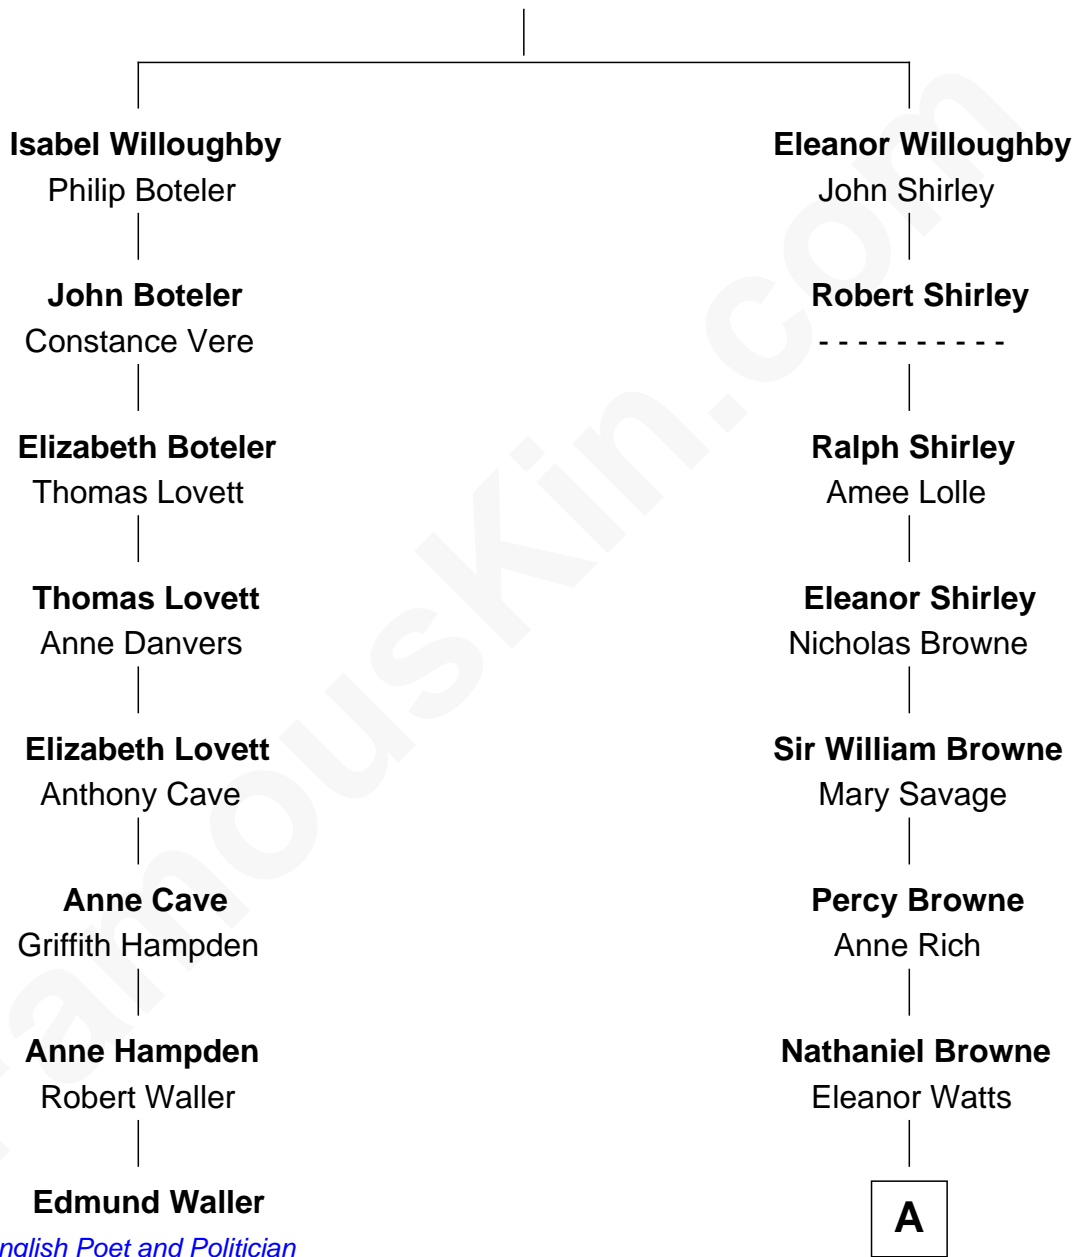 Isabel Willoughby
Philip Boteler
Eleanor Willoughby
John Shirley
John Boteler
Constance Vere
Robert Shirley
- - - - - - - - - -
Elizabeth Boteler
Thomas Lovett
Ralph Shirley
Amee Lolle
Thomas Lovett
Anne Danvers
Eleanor Shirley
Nicholas Browne
Elizabeth Lovett
Anthony Cave
Sir William Browne
Mary Savage
Anne Cave
Griffith Hampden
Percy Browne
Anne Rich
Anne Hampden
Robert Waller
Nathaniel Browne
Eleanor Watts
Edmund Waller
nglish Poet and Politician
A
FamousKin.com